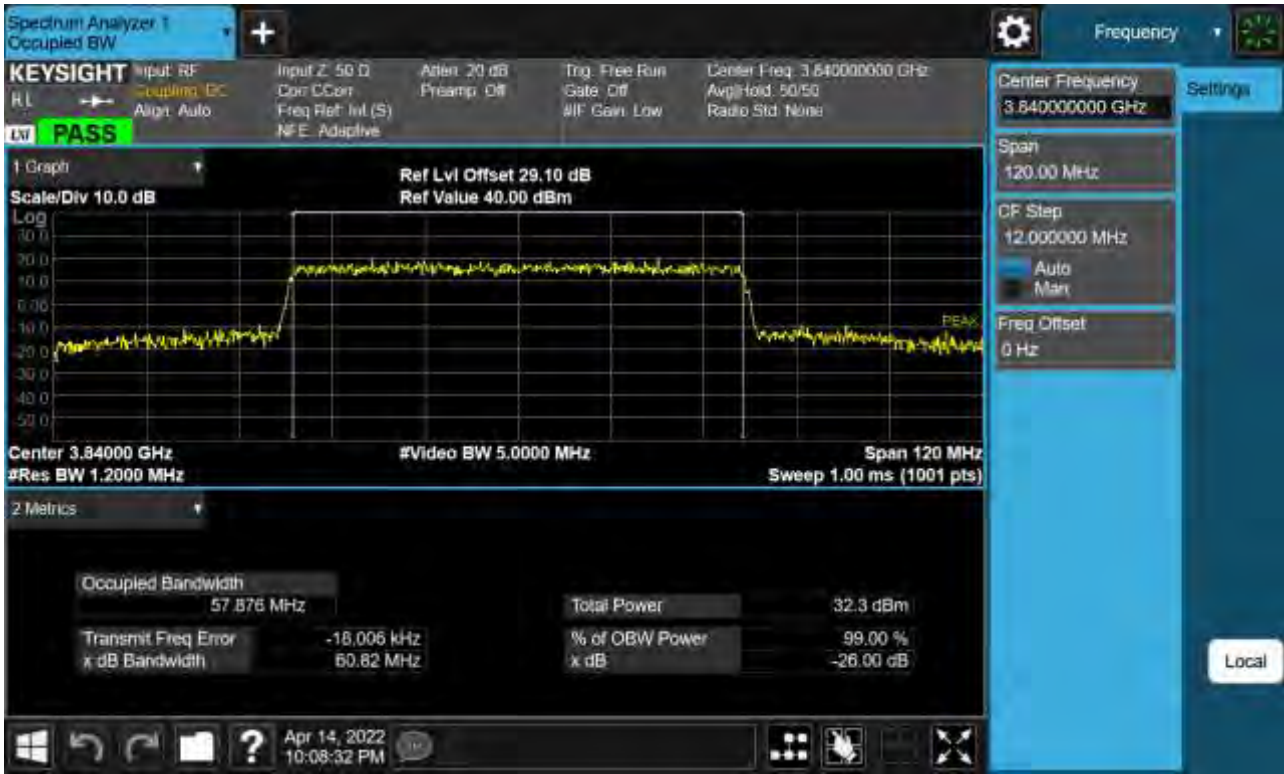 Spectrum Analyzer 1
Occupied BW
Frequency
KEYSIGHT
Input: RF
Coupling: DC
Align: Auto
RL
LXI
PASS
Input Z: 50 Ω
Corr CCorr
Freq Ref: Int (S)
NFE: Adaptive
Atten: 20 dB
Preamp: Off
Trig: Free Run
Gate: Off
#IF Gain: Low
Center Freq: 3.840000000 GHz
Avg|Hold: 50/50
Radio Std: None
Center Frequency
3.840000000 GHz
Settings
Span
120.00 MHz
CF Step
12.000000 MHz
Auto
Man
Freq Offset
0 Hz
1 Graph
Scale/Div 10.0 dB
Ref Lvl Offset 29.10 dB
Ref Value 40.00 dBm
Log
30.0
20.0
10.0
0.00
-10.0
-20.0
-30.0
-40.0
-50.0
PEAK
Center 3.84000 GHz
#Video BW 5.0000 MHz
Span 120 MHz
#Res BW 1.2000 MHz
Sweep 1.00 ms (1001 pts)
2 Metrics
Occupied Bandwidth
57.876 MHz
Total Power
32.3 dBm
Transmit Freq Error
-18.006 kHz
% of OBW Power
99.00 %
x dB Bandwidth
60.82 MHz
x dB
-26.00 dB
Local
?
Apr 14, 2022
10:08:32 PM